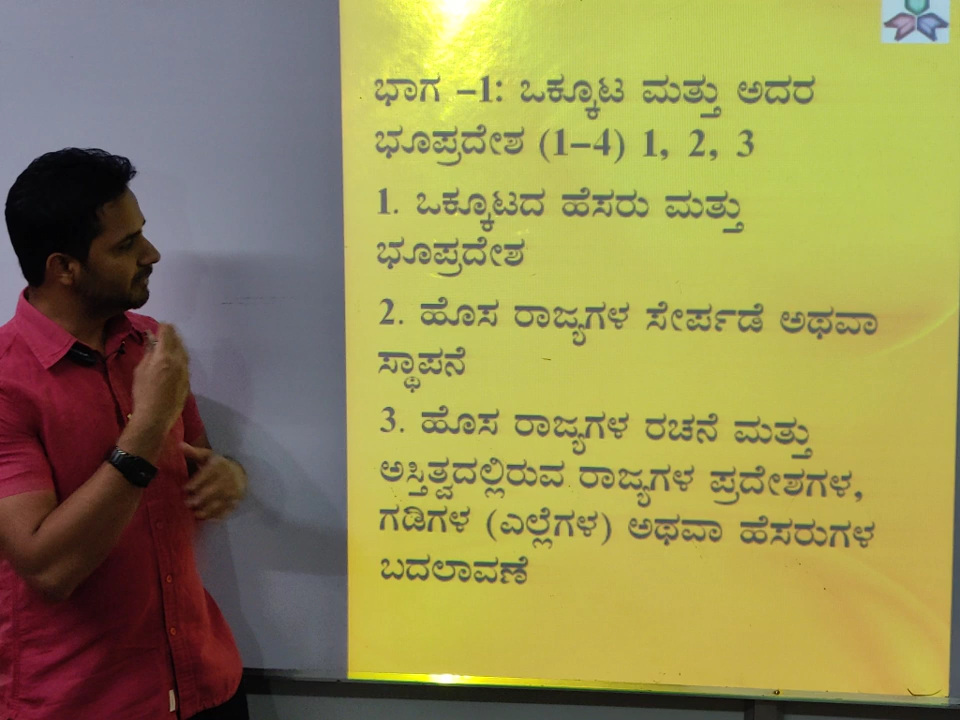 ಭಾಗ –1: ಒಕ್ಕೂಟ ಮತ್ತು ಅದರ
ಭೂಪ್ರದೇಶ (1–4) 1, 2, 3
1. ಒಕ್ಕೂಟದ ಹೆಸರು ಮತ್ತು
ಭೂಪ್ರದೇಶ
2. ಹೊಸ ರಾಜ್ಯಗಳ ಸೇರ್ಪಡೆ ಅಥವಾ
ಸ್ಥಾಪನೆ
3. ಹೊಸ ರಾಜ್ಯಗಳ ರಚನೆ ಮತ್ತು
ಅಸ್ತಿತ್ವದಲ್ಲಿರುವ ರಾಜ್ಯಗಳ ಪ್ರದೇಶಗಳ,
ಗಡಿಗಳ (ಎಲ್ಲೆಗಳ) ಅಥವಾ ಹೆಸರುಗಳ
ಬದಲಾವಣೆ